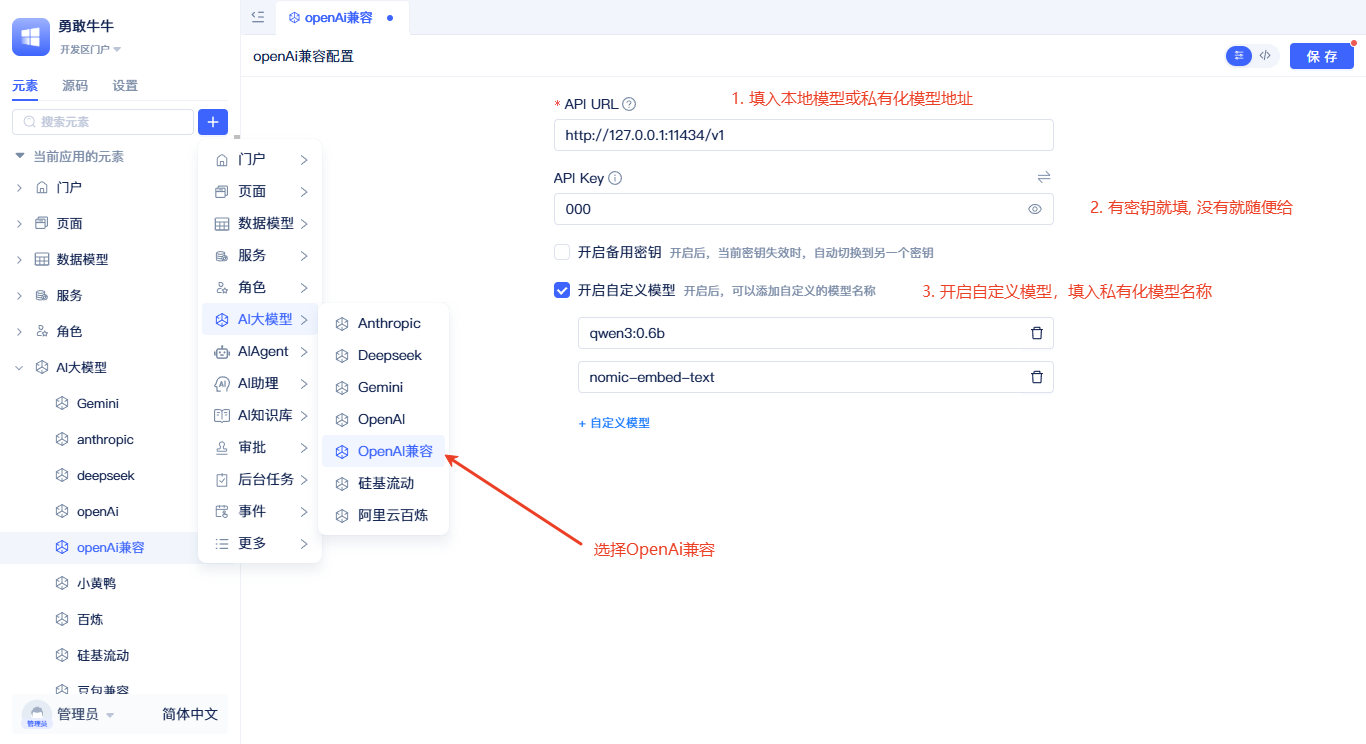 勇敢牛牛
开发区门户
元素 源码 设置
搜索元素
当前应用的元素
门户
页面
数据模型
服务
角色
AI大模型
Gemini
anthropic
deepseek
openAi
openAi兼容
小黄鸭
百炼
硅基流动
豆包兼容
管理员
管理员 简体中文
门户
页面
数据模型
服务
角色
AI大模型
AIAgent
AI助理
AI知识库
审批
后台任务
事件
更多
Anthropic
Deepseek
Gemini
OpenAI
OpenAI兼容
硅基流动
阿里云百炼
openAi兼容
openAi兼容配置
保 存
* API URL
1. 填入本地模型或私有化模型地址
http://127.0.0.1:11434/v1
API Key
000
2. 有密钥就填, 没有就随便给
开启备用密钥 开启后，当前密钥失效时，自动切换到另一个密钥
开启自定义模型 开启后，可以添加自定义的模型名称
3. 开启自定义模型，填入私有化模型名称
qwen3:0.6b
nomic-embed-text
+ 自定义模型
选择OpenAi兼容